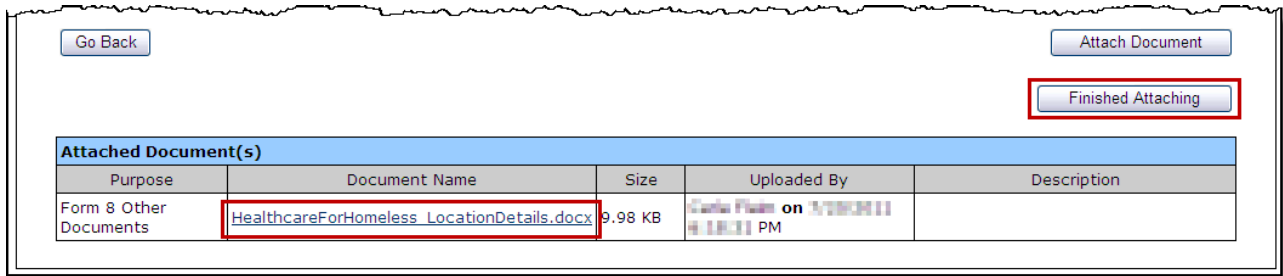 Go Back
Attach Document
Finished Attaching
Attached Document(s)
Purpose Document Name Size Uploaded By Description
Form 8 Other
Documents
HealthcareForHomeless_LocationDetails.docx 9.98 KB
on
PM